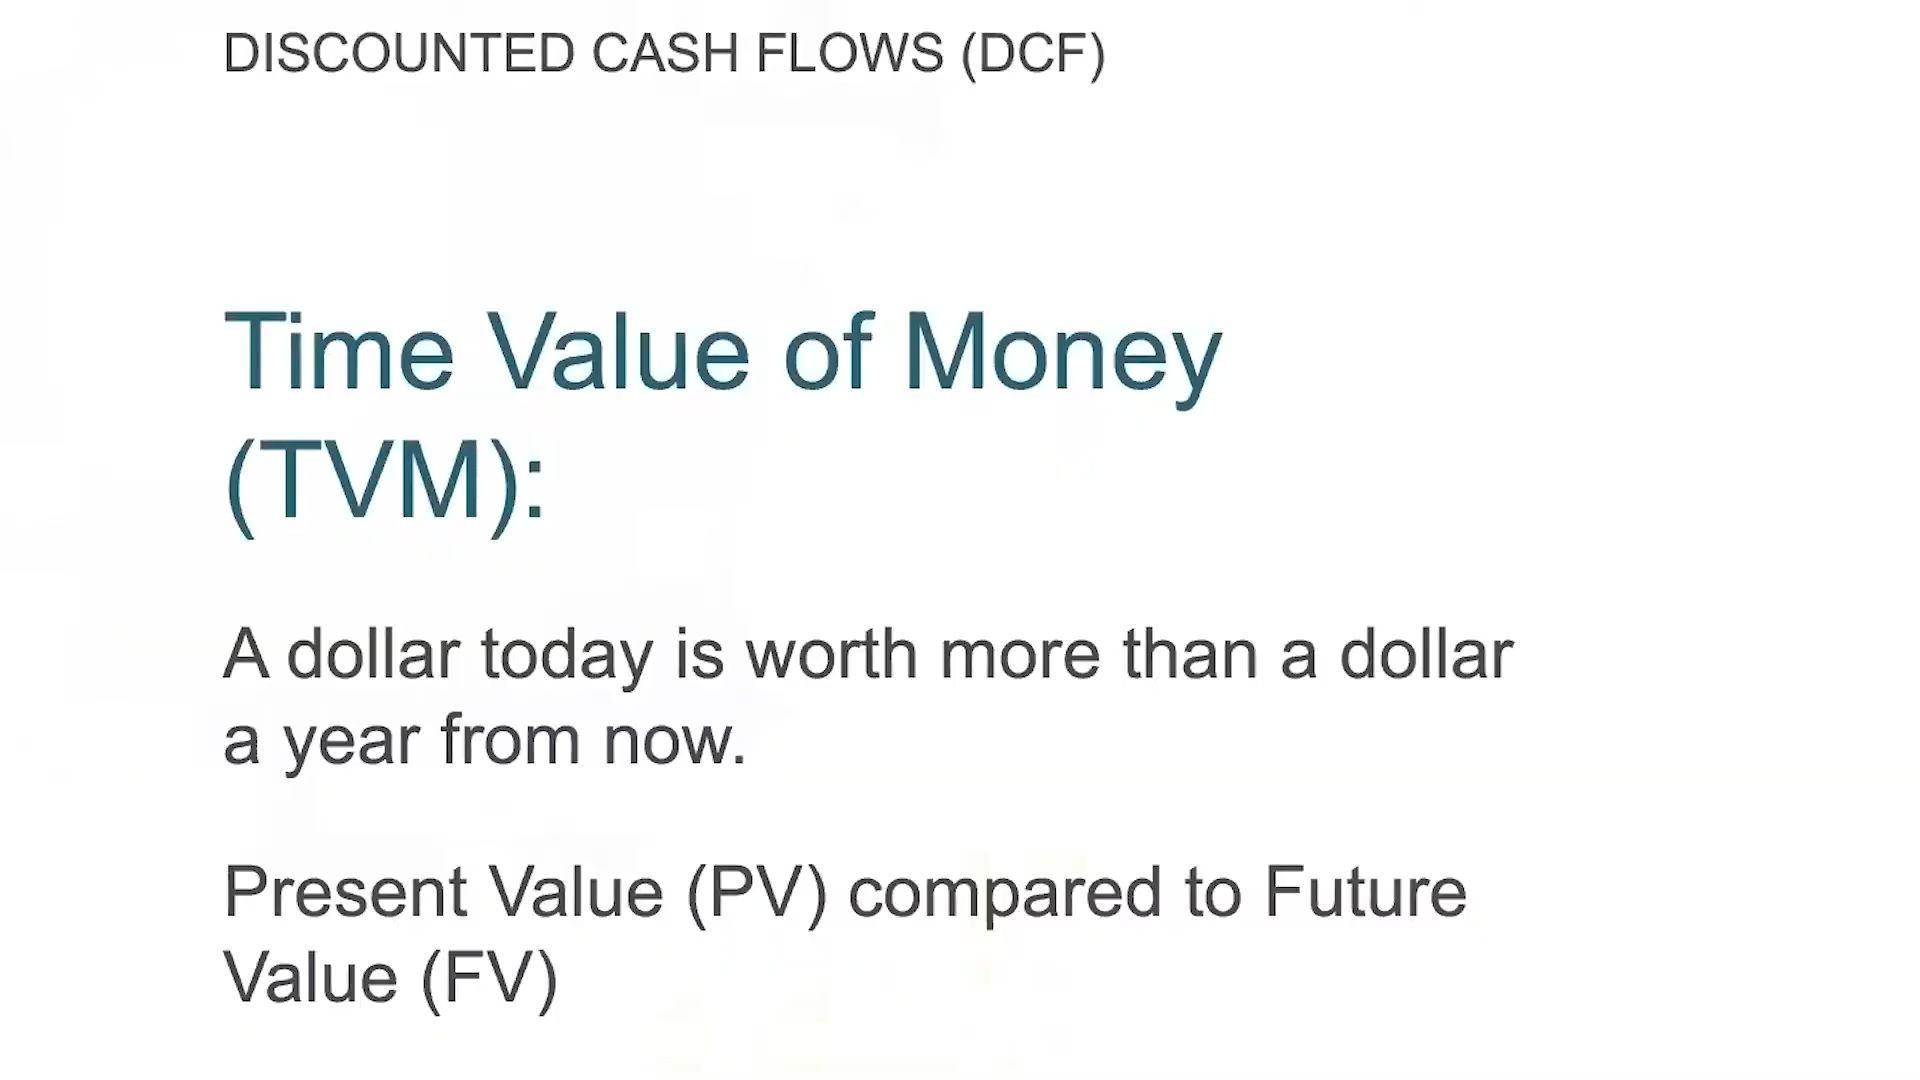 DISCOUNTED CASH FLOWS (DCF)
Time Value of Money
(TVM):
A dollar today is worth more than a dollar
a year from now.
Present Value (PV) compared to Future
Value (FV)